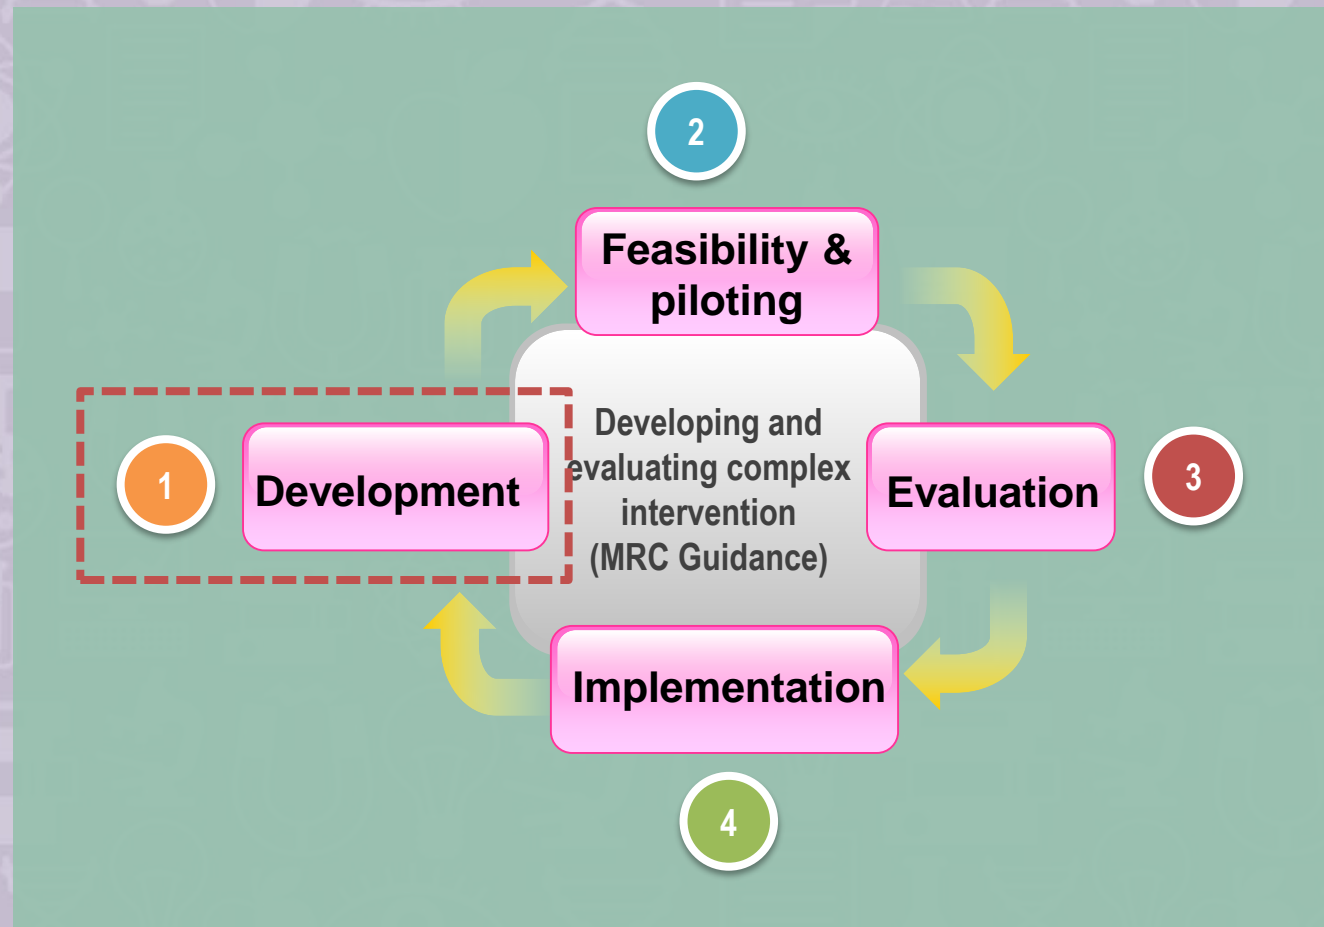 2
Feasibility &
piloting
1
Development
Developing and
evaluating complex
intervention
(MRC Guidance)
Evaluation
3
Implementation
4